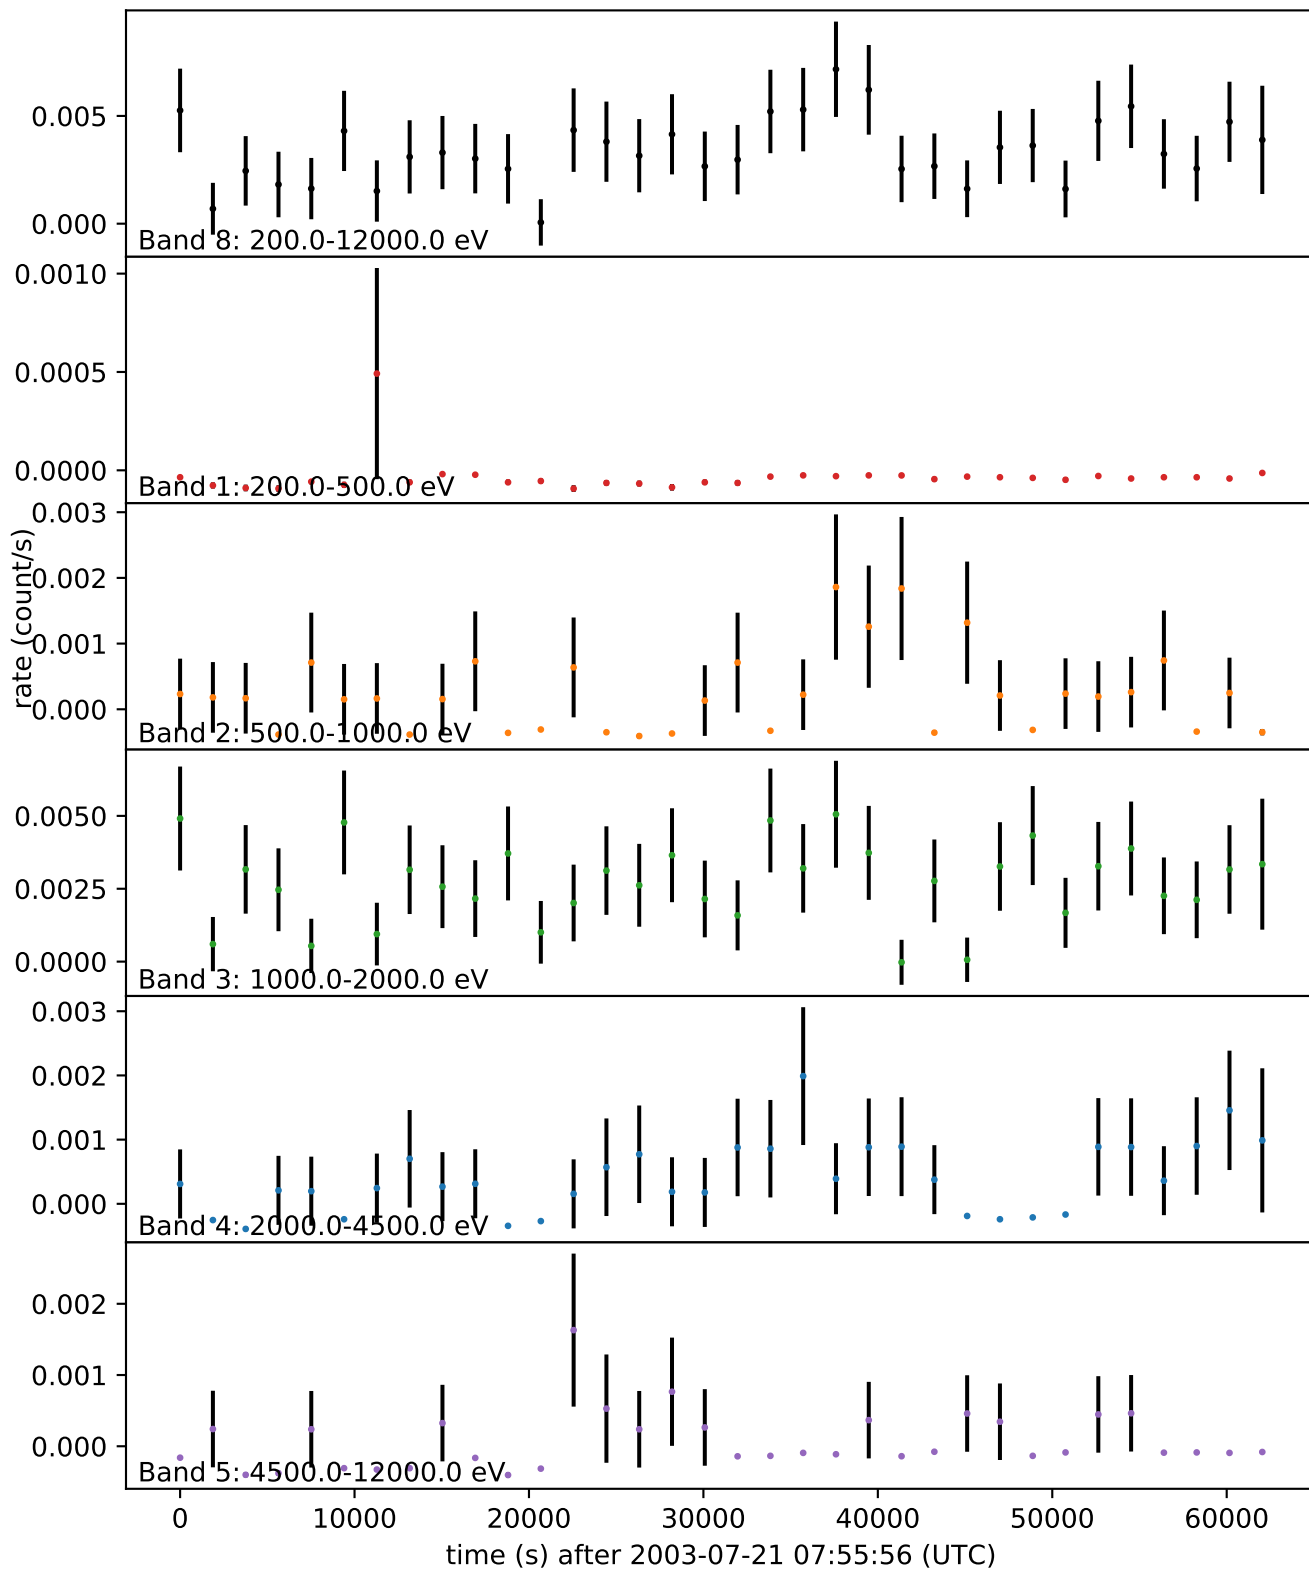 0.005
0.000
Band 8: 200.0-12000.0 eV
0.0010
0.0005
0.0000
Band 1: 200.0-500.0 eV
rate (count/s)
0.003
0.002
0.001
0.000
Band 2: 500.0-1000.0 eV
0.0050
0.0025
0.0000
Band 3: 1000.0-2000.0 eV
0.003
0.002
0.001
0.000
Band 4: 2000.0-4500.0 eV
0.002
0.001
0.000
Band 5: 4500.0-12000.0 eV
0 10000 20000 30000 40000 50000 60000
time (s) after 2003-07-21 07:55:56 (UTC)